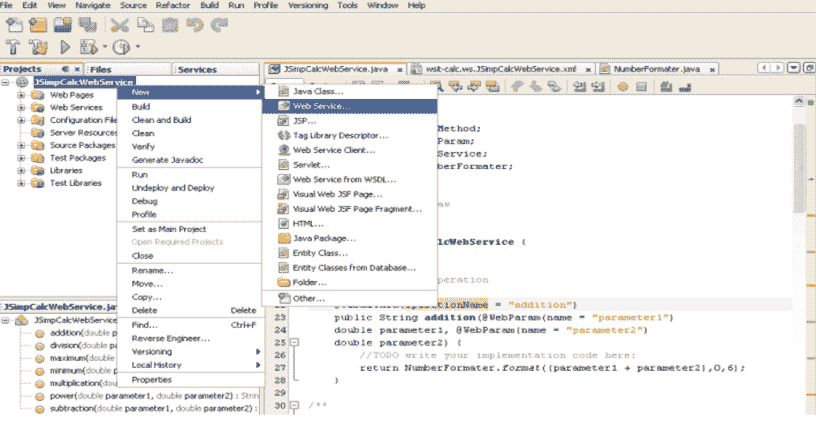 File Edit View Navigate Source Refactor Build Run Profile Versioning Tools Window Help
Projects Files Services
JSimpCalcWebService.java wsit-calc.ws.JSimpCalcWebService.xml NumberFormater.java
JSimpCalcWebService
Web Pages
Web Services
Configuration File
Server Resources
Source Packages
Test Packages
Libraries
Test Libraries
New
Build
Clean and Build
Clean
Verify
Generate Javadoc
Run
Undeploy and Deploy
Debug
Profile
Set as Main Project
Open Required Projects
Close
Rename...
Move...
Copy...
Delete Delete
Find... Ctrl+F
Reverse Engineer...
Versioning
Local History
Properties
Java Class...
Web Service...
JSP...
Tag Library Descriptor...
Web Service Client...
Servlet...
Web Service from WSDL...
Visual Web JSF Page...
Visual Web JSF Page Fragment...
HTML...
Java Package...
Entity Class...
Entity Classes from Database...
Folder...
Other...
Method;
Param;
Service;
berFormater;
lcWebService {
peration
= "addition")
23 public String addition(@WebParam(name = "parameter1")
24 double parameter1, @WebParam(name = "parameter2")
25 double parameter2) {
26 //TODO write your implementation code here:
27 return NumberFormater.format((parameter1 + parameter2),0,6);
28 }
29
30 /**
JSimpCalcWebService.ja
JSimpCalcWebService
addition(double par
division(double pa
maximum(double p
minimum(double p
multiplication(doub
power(double parameter1, double parameter2) : Strin
subtraction(double parameter1, double parameter2) :